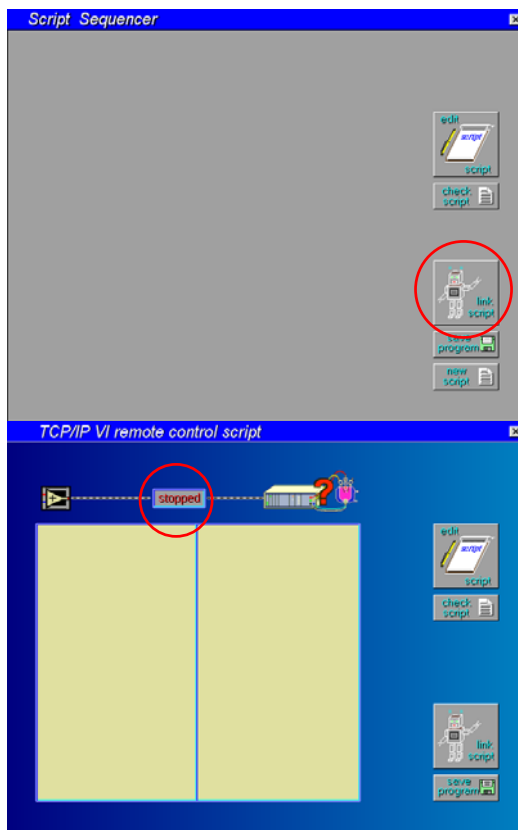 Script Sequencer
edit
script
script
check
script
link
script
save
program
new
script
TCP/IP VI remote control script
stopped
?
edit
script
script
check
script
link
script
save
program